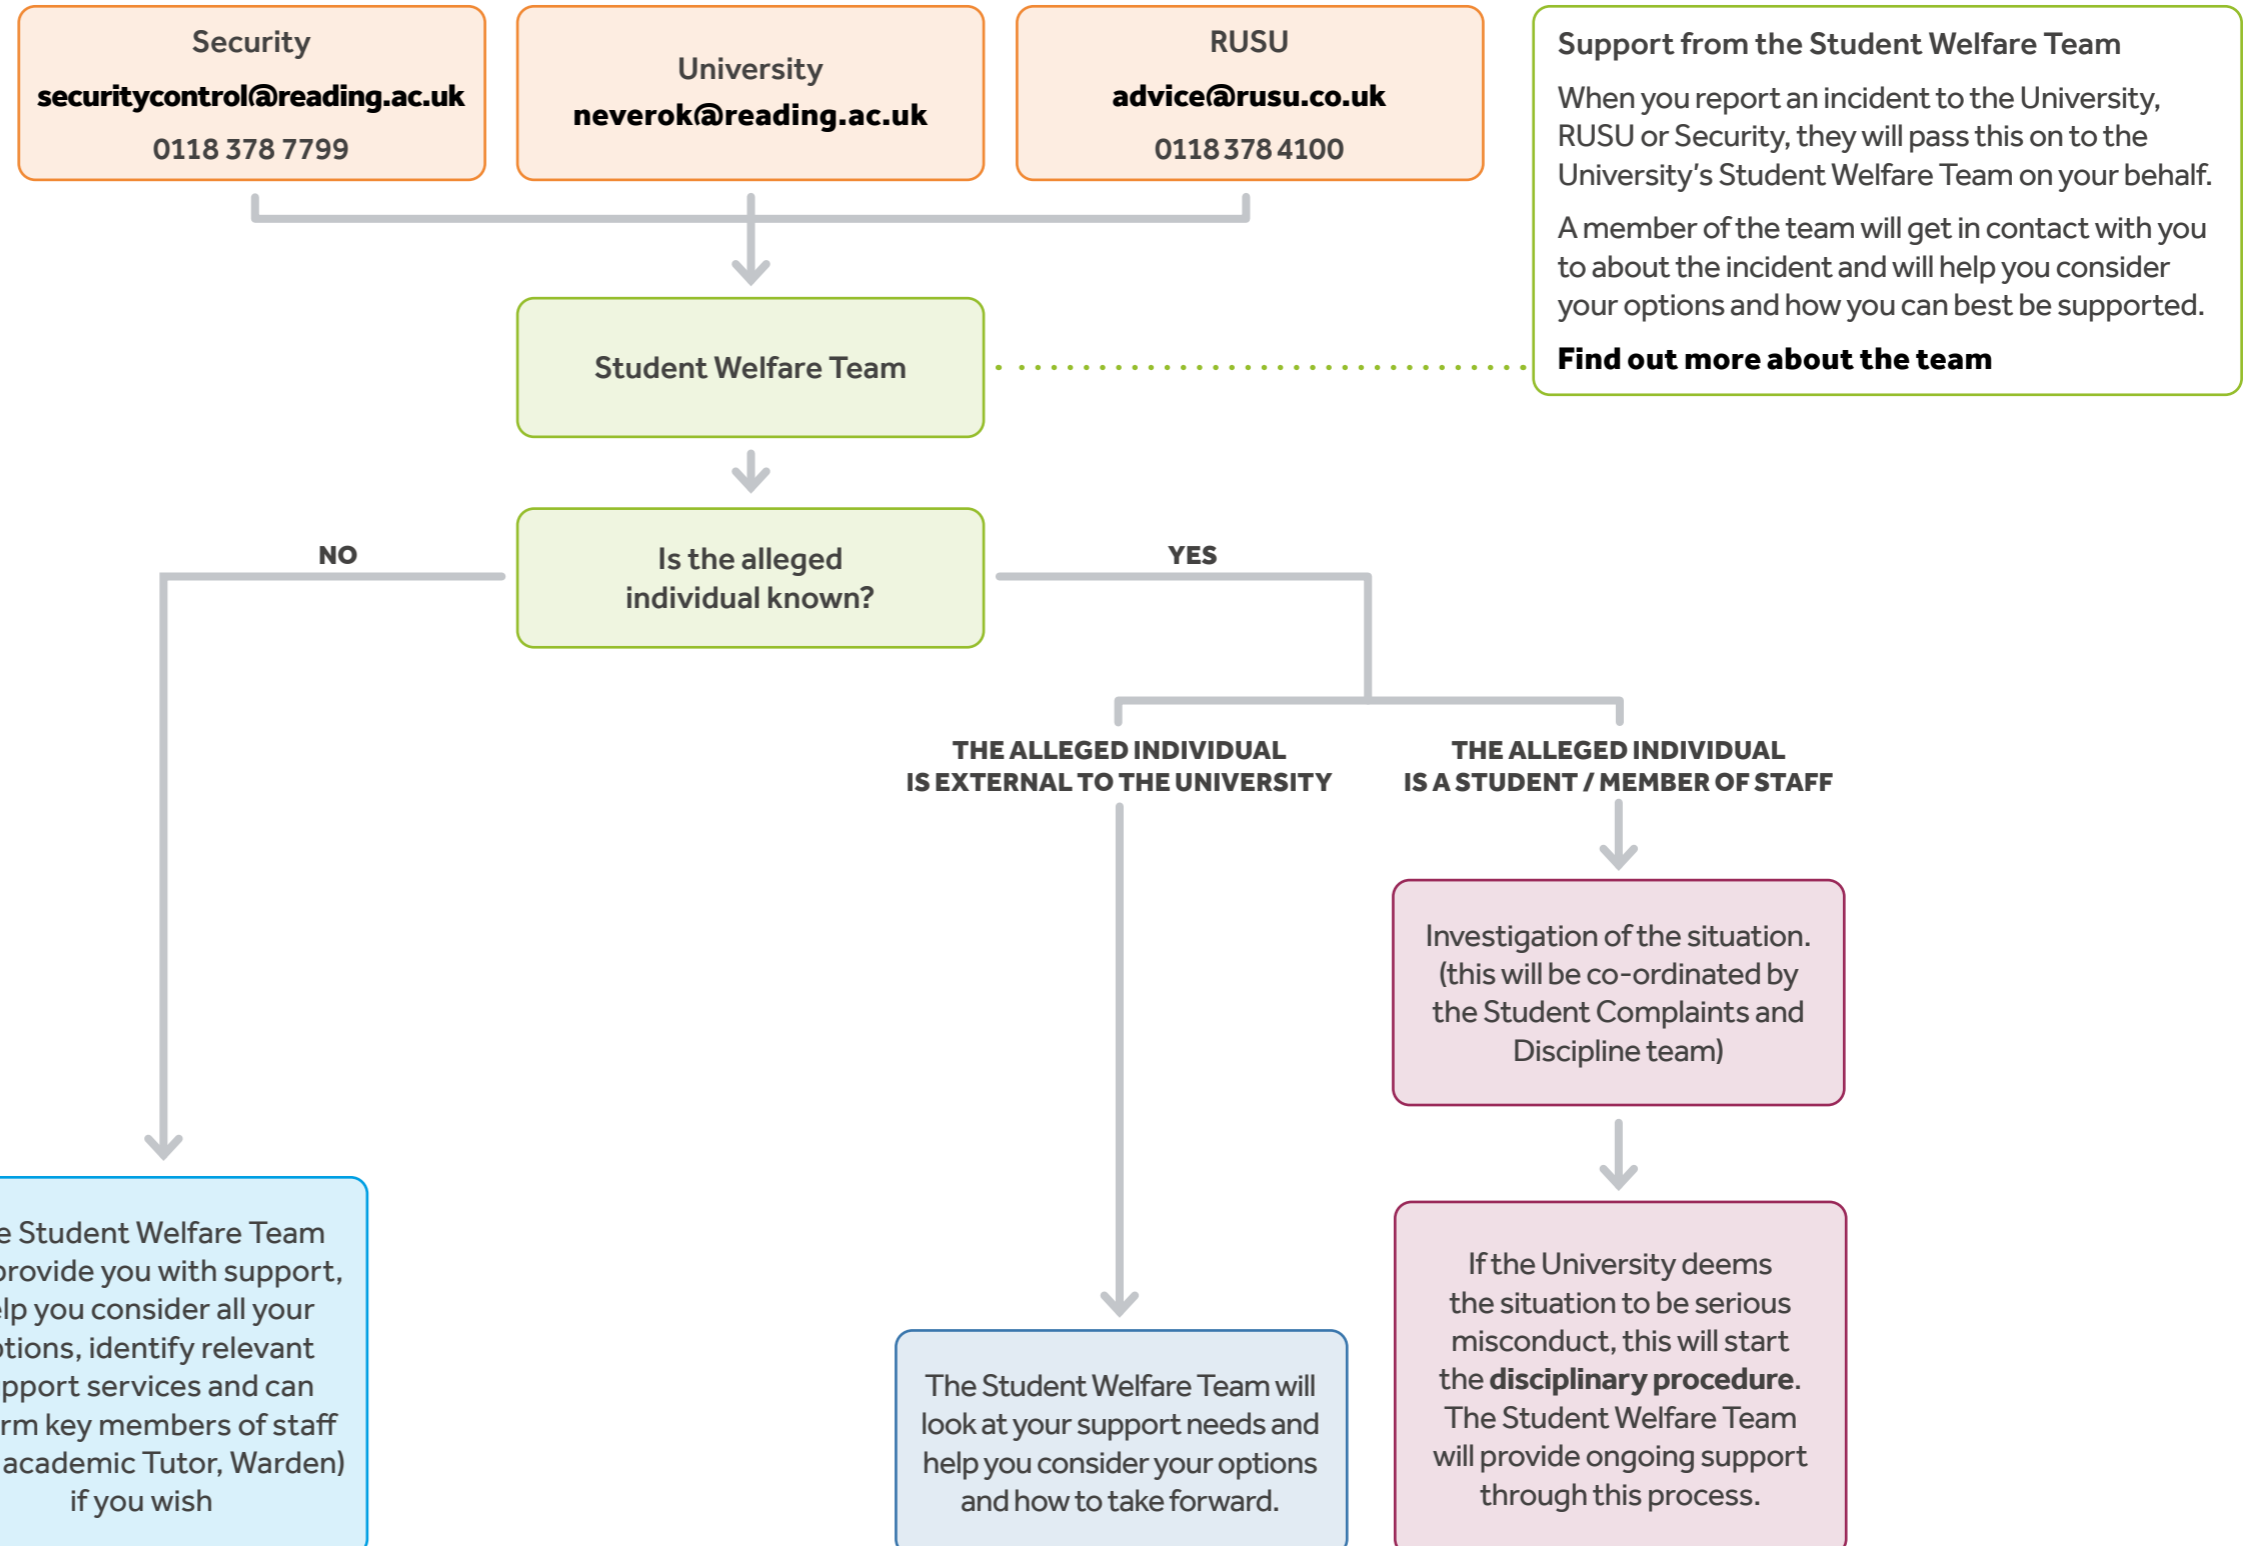 Security
securitycontrol@reading.ac.uk
0118 378 7799
University
neverok@reading.ac.uk
RUSU
advice@rusu.co.uk
0118 378 4100
Support from the Student Welfare Team
When you report an incident to the University,
RUSU or Security, they will pass this on to the
University's Student Welfare Team on your behalf.
A member of the team will get in contact with you
to about the incident and will help you consider
your options and how you can best be supported.
Find out more about the team
Student Welfare Team
Is the alleged
individual known?
NO
YES
THE ALLEGED INDIVIDUAL
IS EXTERNAL TO THE UNIVERSITY
THE ALLEGED INDIVIDUAL
IS A STUDENT / MEMBER OF STAFF
Investigation of the situation.
(this will be co-ordinated by
the Student Complaints and
Discipline team)
Student Welfare Team
provide you with support,
you consider all your
identify relevant
services and can
key members of staff
academic Tutor, Warden)
if you wish
The Student Welfare Team will
look at your support needs and
help you consider your options
and how to take forward.
If the University deems
the situation to be serious
misconduct, this will start
the disciplinary procedure.
The Student Welfare Team
will provide ongoing support
through this process.